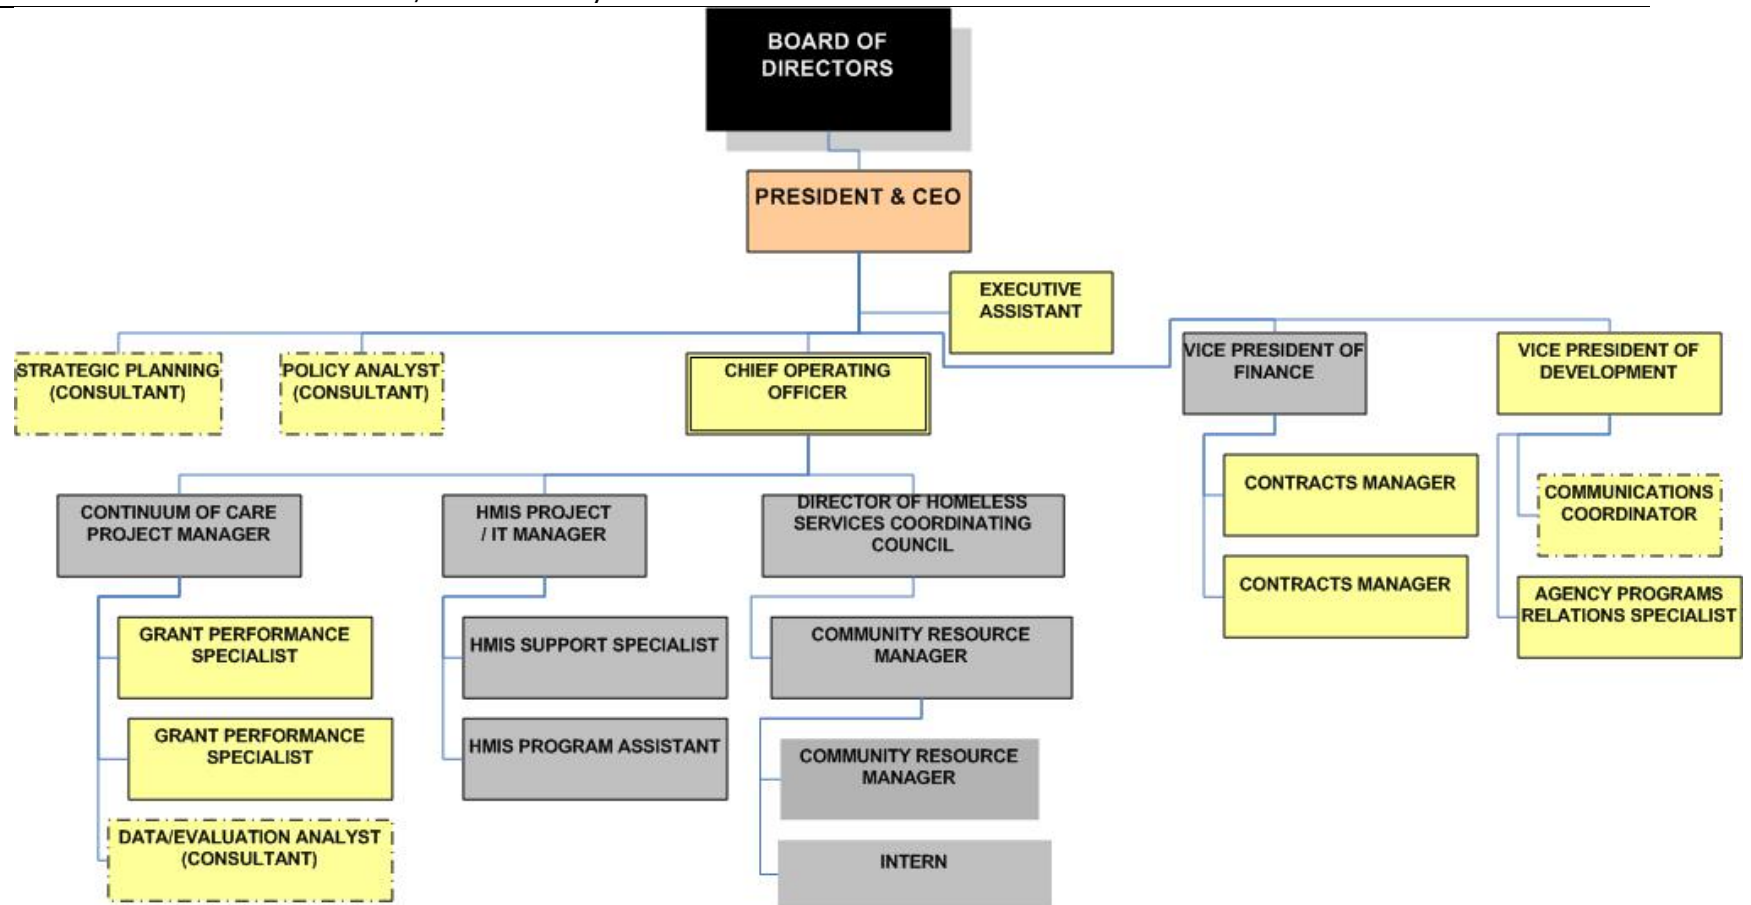 BOARD OF
DIRECTORS
PRESIDENT & CEO
EXECUTIVE
ASSISTANT
STRATEGIC PLANNING
(CONSULTANT)
POLICY ANALYST
(CONSULTANT)
CHIEF OPERATING
OFFICER
VICE PRESIDENT OF
FINANCE
VICE PRESIDENT OF
DEVELOPMENT
CONTRACTS MANAGER
CONTRACTS MANAGER
COMMUNICATIONS
COORDINATOR
AGENCY PROGRAMS
RELATIONS SPECIALIST
CONTINUUM OF CARE
PROJECT MANAGER
HMIS PROJECT
/ IT MANAGER
DIRECTOR OF HOMELESS
SERVICES COORDINATING
COUNCIL
GRANT PERFORMANCE
SPECIALIST
GRANT PERFORMANCE
SPECIALIST
DATA/EVALUATION ANALYST
(CONSULTANT)
HMIS SUPPORT SPECIALIST
HMIS PROGRAM ASSISTANT
COMMUNITY RESOURCE
MANAGER
COMMUNITY RESOURCE
MANAGER
INTERN